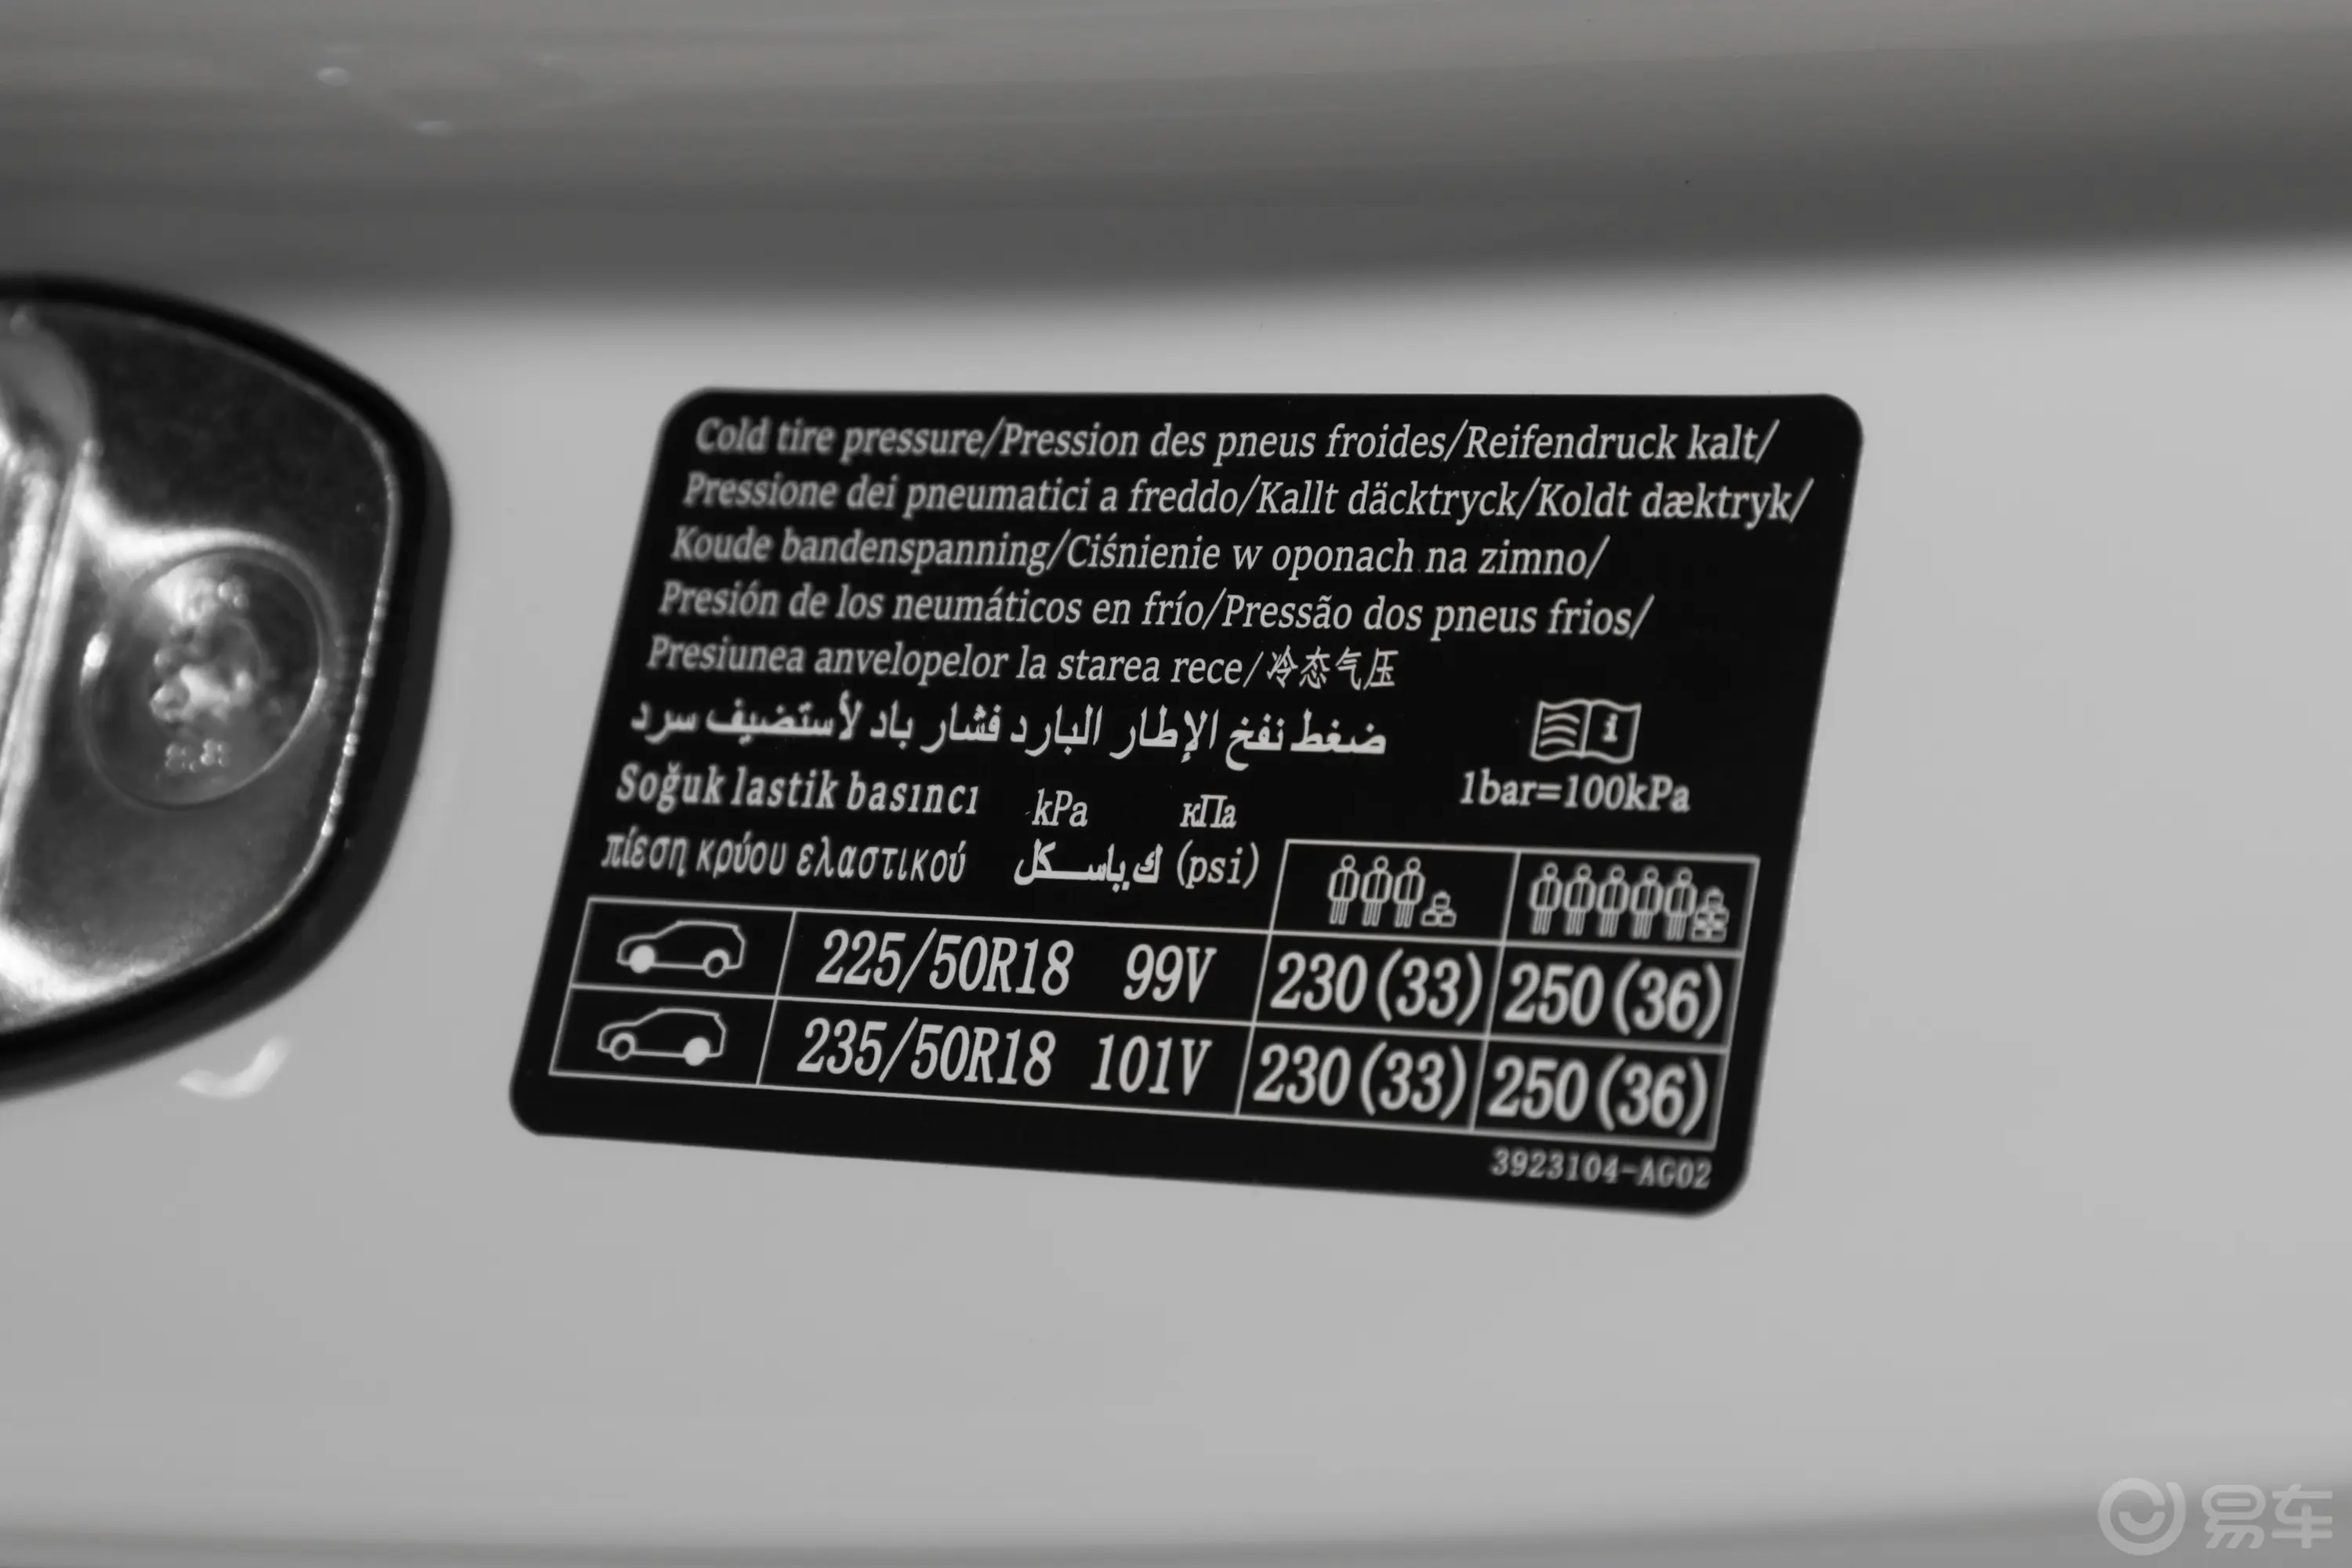 Cold tire pressure/Pression des pneus froides/Reifendruck kalt/
Pressione dei pneumatici a freddo/Kallt däcktryck/Koldt dæktryk/
Koude bandenspanning/Ciśnienie w oponach na zimno/
Presión de los neumáticos en frío/Pressão dos pneus frios/
Presiunea anvelopelor la starea rece/冷态气压
ضغط نفخ الإطار البارد فشار باد لأستضيف سرد
1bar=100kPa
Soğuk lastik basıncı kPa кПа
πίεση κρύου ελαστικού ك.باسكل (psi)
225/50R18 99V 230(33) 250(36)
235/50R18 101V 230(33) 250(36)
3923104-AG02
易车